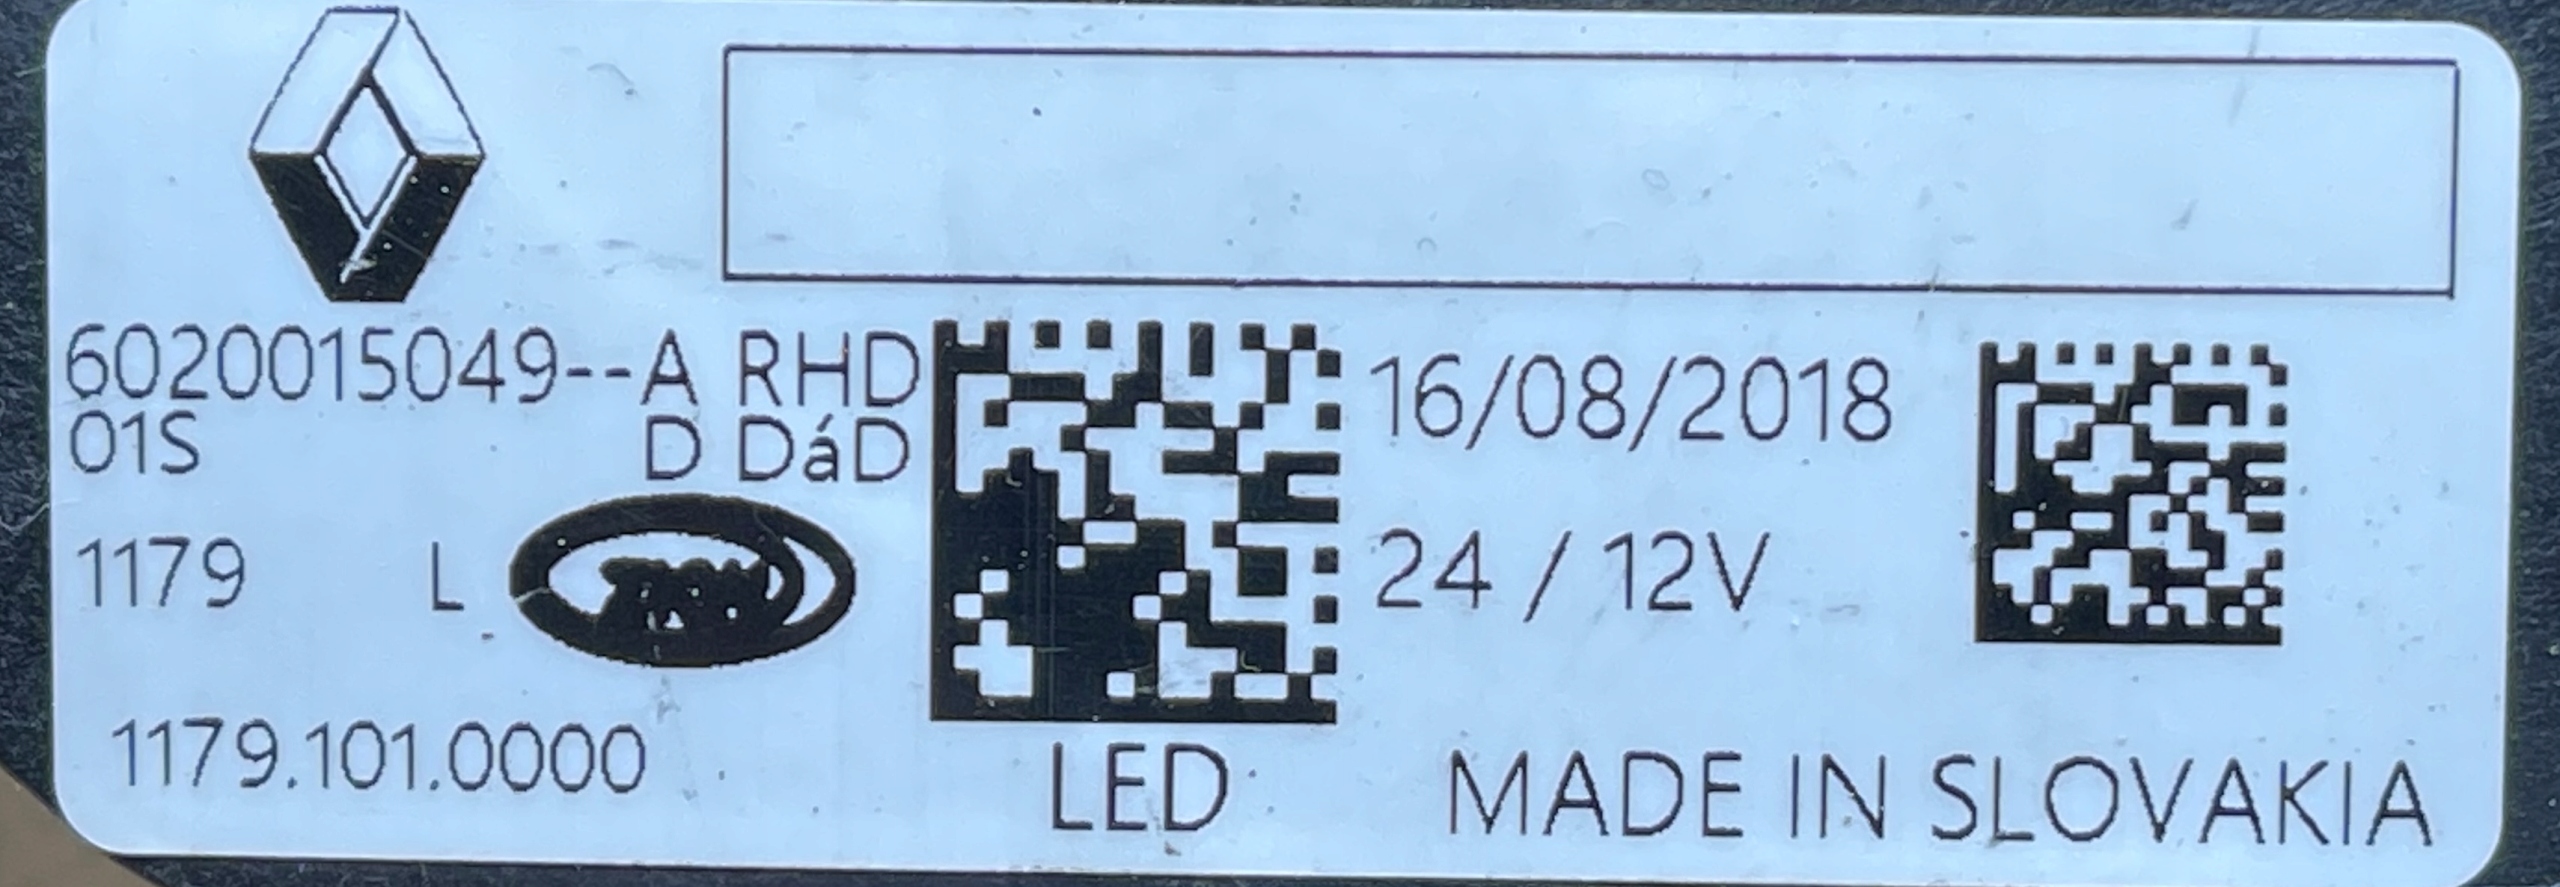 6020015049--A RHD
01S D DáD
16/08/2018
1179 L
24 / 12V
1179.101.0000
LED
MADE IN SLOVAKIA